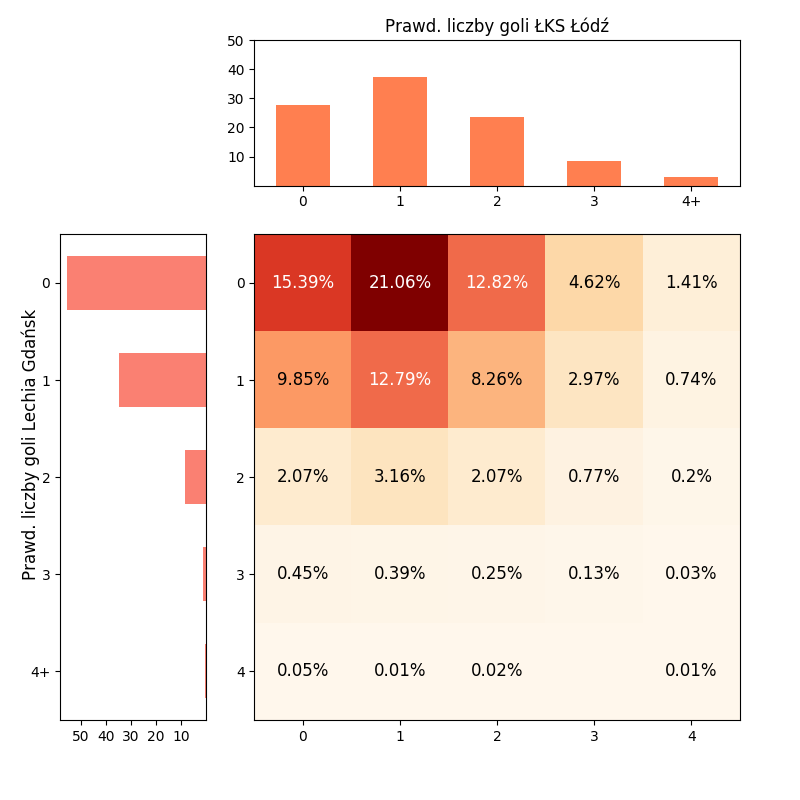 Prawd. liczby goli ŁKS Łódź
50
40
30
20
10
0 1 2 3 4+
Prawd. liczby goli Lechia Gdańsk
0
1
2
3
4+
50 40 30 20 10
0 15.39% 21.06% 12.82% 4.62% 1.41%
1 9.85% 12.79% 8.26% 2.97% 0.74%
2 2.07% 3.16% 2.07% 0.77% 0.2%
3 0.45% 0.39% 0.25% 0.13% 0.03%
4 0.05% 0.01% 0.02% 0.01%
0 1 2 3 4